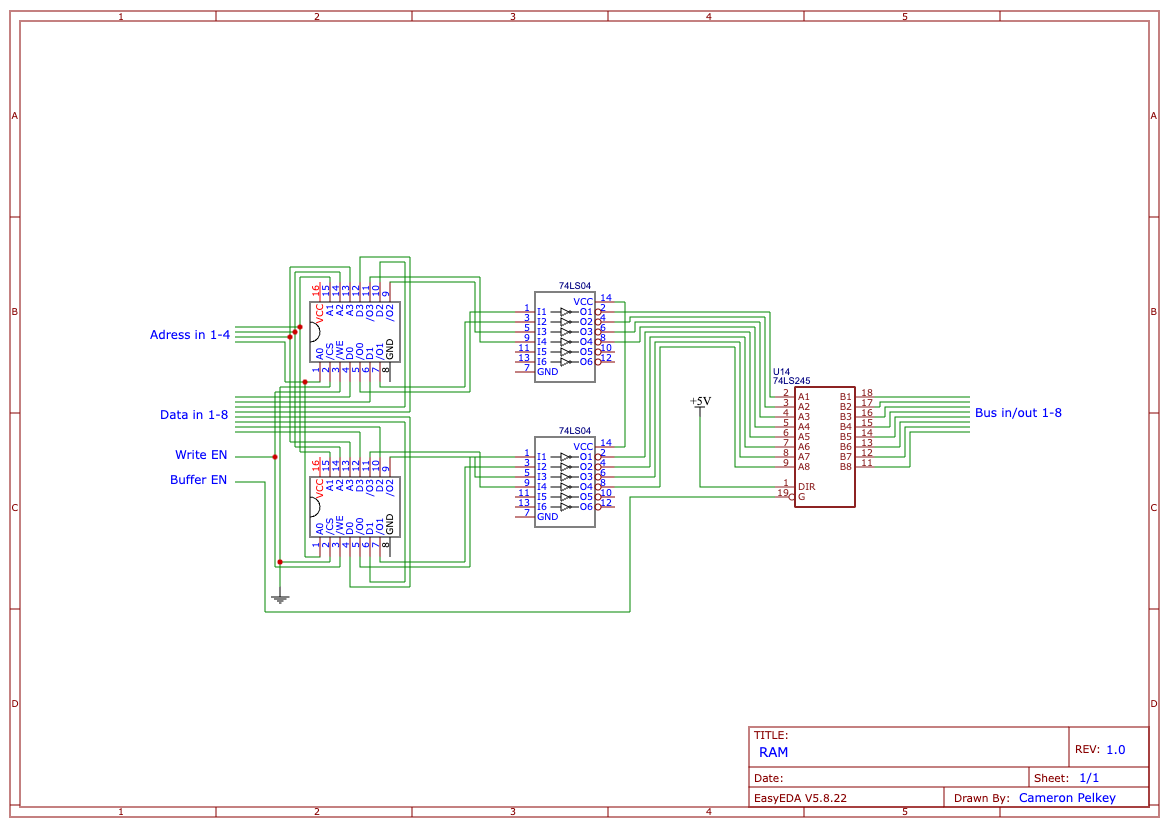 1 2 3 4 5
A A
B B
C C
D D
Adress in 1-4
Data in 1-8
Write EN
Buffer EN
16 15 14 13 12 11 10 9
VCC A1 A2 A3 D3 /O3 D2 /O2
A0 /CS /WE D0 /O0 D1 /O1 GND
1 2 3 4 5 6 7 8
16 15 14 13 12 11 10 9
VCC A1 A2 A3 D3 /O3 D2 /O2
A0 /CS /WE D0 /O0 D1 /O1 GND
1 2 3 4 5 6 7 8
74LS04
VCC 14
1 I1 O1 2
3 I2 O2 4
5 I3 O3 6
9 I4 O4 8
11 I5 O5 10
13 I6 O6 12
7 GND
74LS04
VCC 14
1 I1 O1 2
3 I2 O2 4
5 I3 O3 6
9 I4 O4 8
11 I5 O5 10
13 I6 O6 12
7 GND
+5V
U14
74LS245
2 A1 B1 18
3 A2 B2 17
4 A3 B3 16
5 A4 B4 15
6 A5 B5 14
7 A6 B6 13
8 A7 B7 12
9 A8 B8 11
1 DIR
19 G
Bus in/out 1-8
TITLE:
RAM
REV: 1.0
Date:
Sheet: 1/1
EasyEDA V5.8.22
Drawn By: Cameron Pelkey
1 2 3 4 5